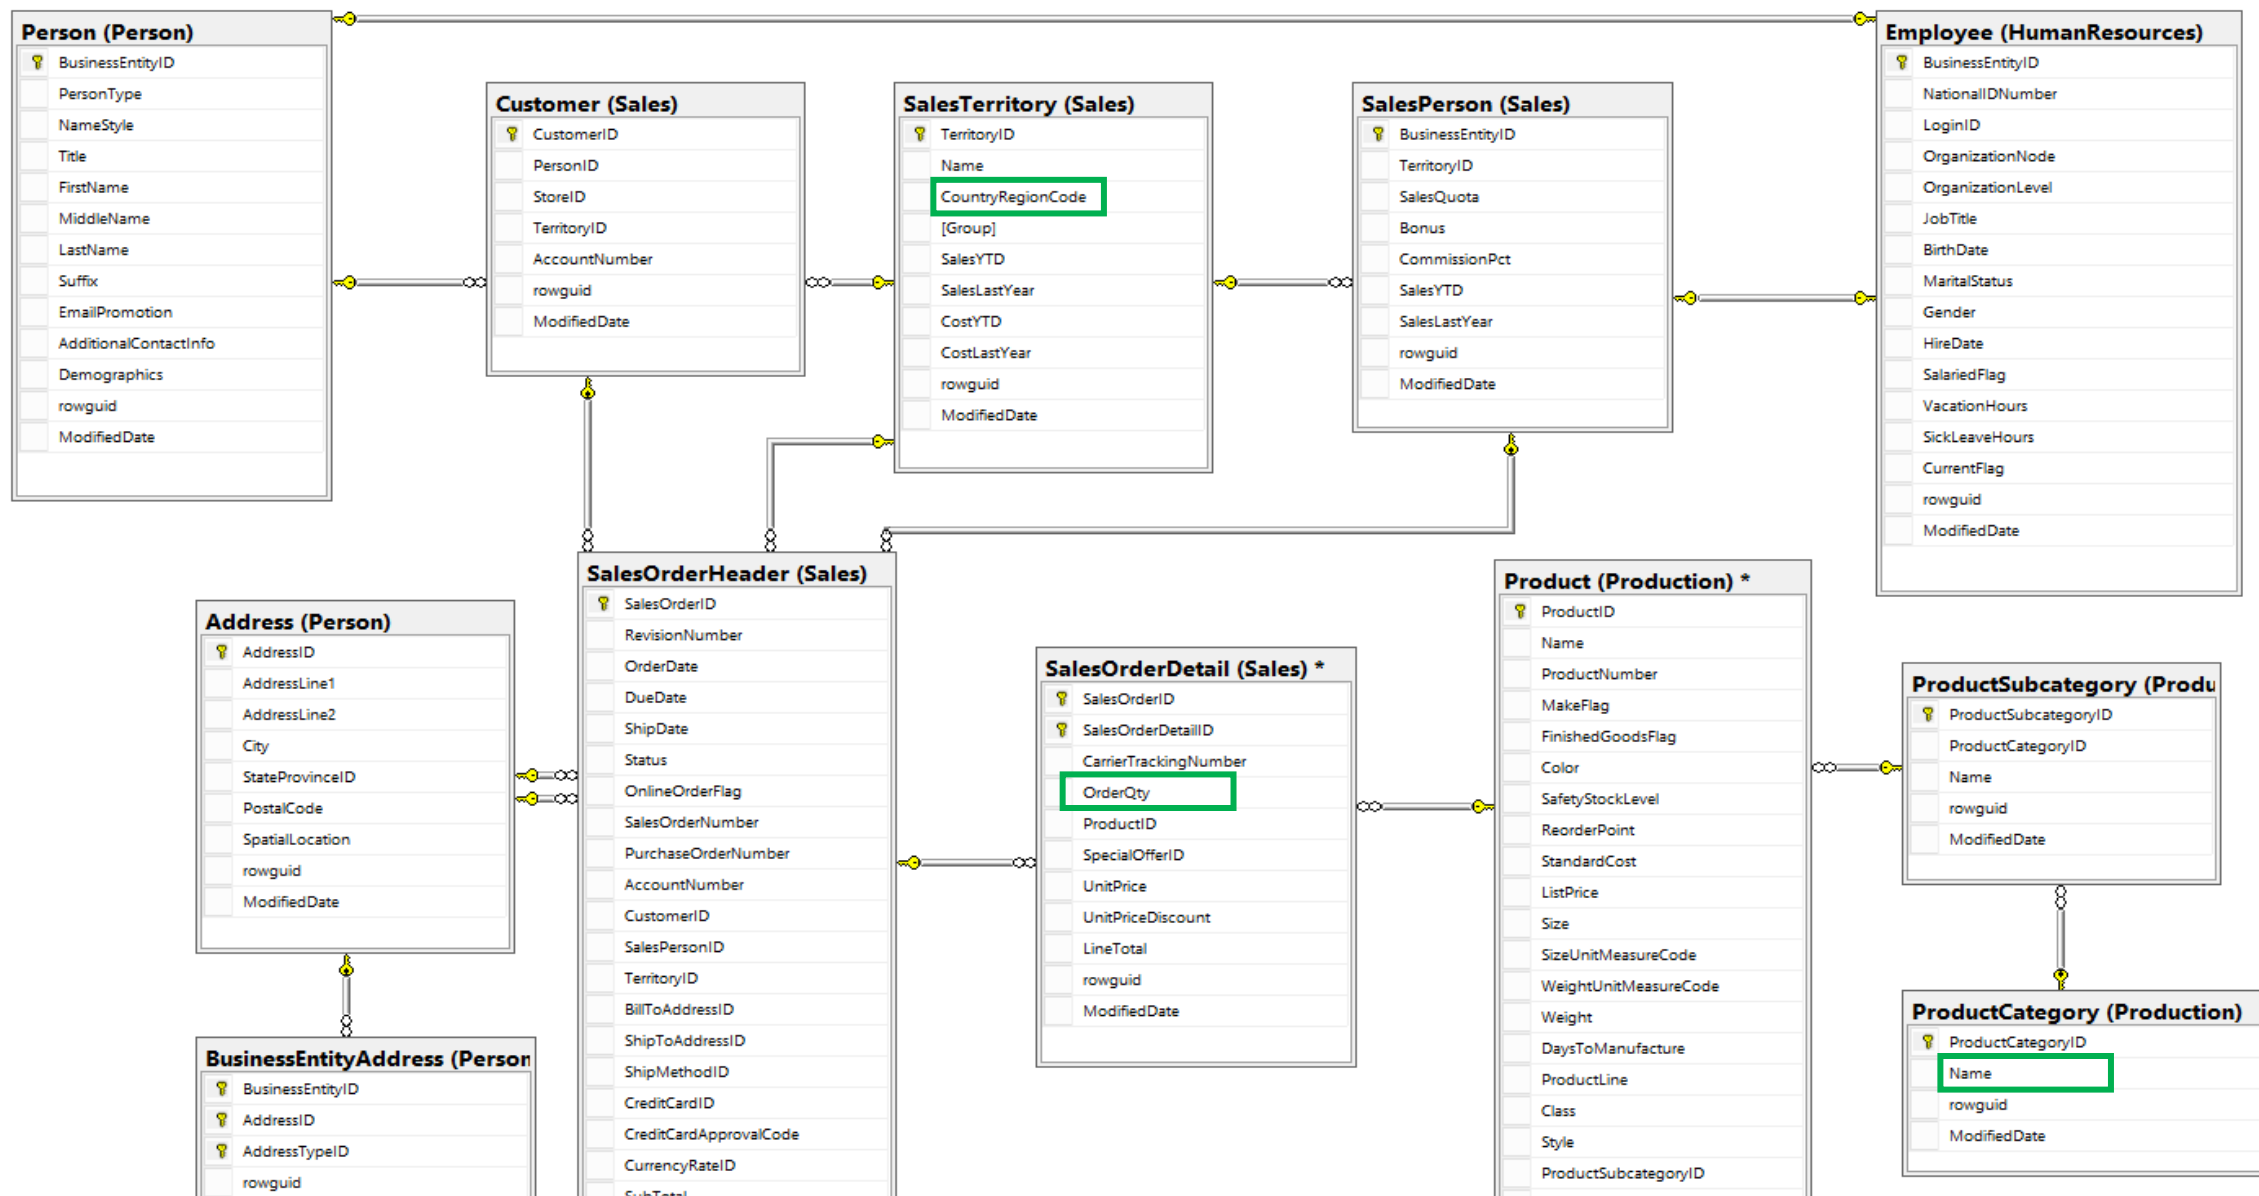 Person (Person)
BusinessEntityID
PersonType
NameStyle
Title
FirstName
MiddleName
LastName
Suffix
EmailPromotion
AdditionalContactInfo
Demographics
rowguid
ModifiedDate
Customer (Sales)
CustomerID
PersonID
StoreID
TerritoryID
AccountNumber
rowguid
ModifiedDate
SalesTerritory (Sales)
TerritoryID
Name
CountryRegionCode
[Group]
SalesYTD
SalesLastYear
CostYTD
CostLastYear
rowguid
ModifiedDate
SalesPerson (Sales)
BusinessEntityID
TerritoryID
SalesQuota
Bonus
CommissionPct
SalesYTD
SalesLastYear
rowguid
ModifiedDate
Employee (HumanResources)
BusinessEntityID
NationalIDNumber
LoginID
OrganizationNode
OrganizationLevel
JobTitle
BirthDate
MaritalStatus
Gender
HireDate
SalariedFlag
VacationHours
SickLeaveHours
CurrentFlag
rowguid
ModifiedDate
Address (Person)
AddressID
AddressLine1
AddressLine2
City
StateProvinceID
PostalCode
SpatialLocation
rowguid
ModifiedDate
BusinessEntityAddress (Person
BusinessEntityID
AddressID
AddressTypeID
rowguid
SalesOrderHeader (Sales)
SalesOrderID
RevisionNumber
OrderDate
DueDate
ShipDate
Status
OnlineOrderFlag
SalesOrderNumber
PurchaseOrderNumber
AccountNumber
CustomerID
SalesPersonID
TerritoryID
BillToAddressID
ShipToAddressID
ShipMethodID
CreditCardID
CreditCardApprovalCode
CurrencyRateID
SubTotal
SalesOrderDetail (Sales) *
SalesOrderID
SalesOrderDetailID
CarrierTrackingNumber
OrderQty
ProductID
SpecialOfferID
UnitPrice
UnitPriceDiscount
LineTotal
rowguid
ModifiedDate
Product (Production) *
ProductID
Name
ProductNumber
MakeFlag
FinishedGoodsFlag
Color
SafetyStockLevel
ReorderPoint
StandardCost
ListPrice
Size
SizeUnitMeasureCode
WeightUnitMeasureCode
Weight
DaysToManufacture
ProductLine
Class
Style
ProductSubcategoryID
ProductSubcategory (Produ
ProductSubcategoryID
ProductCategoryID
Name
rowguid
ModifiedDate
ProductCategory (Production)
ProductCategoryID
Name
rowguid
ModifiedDate